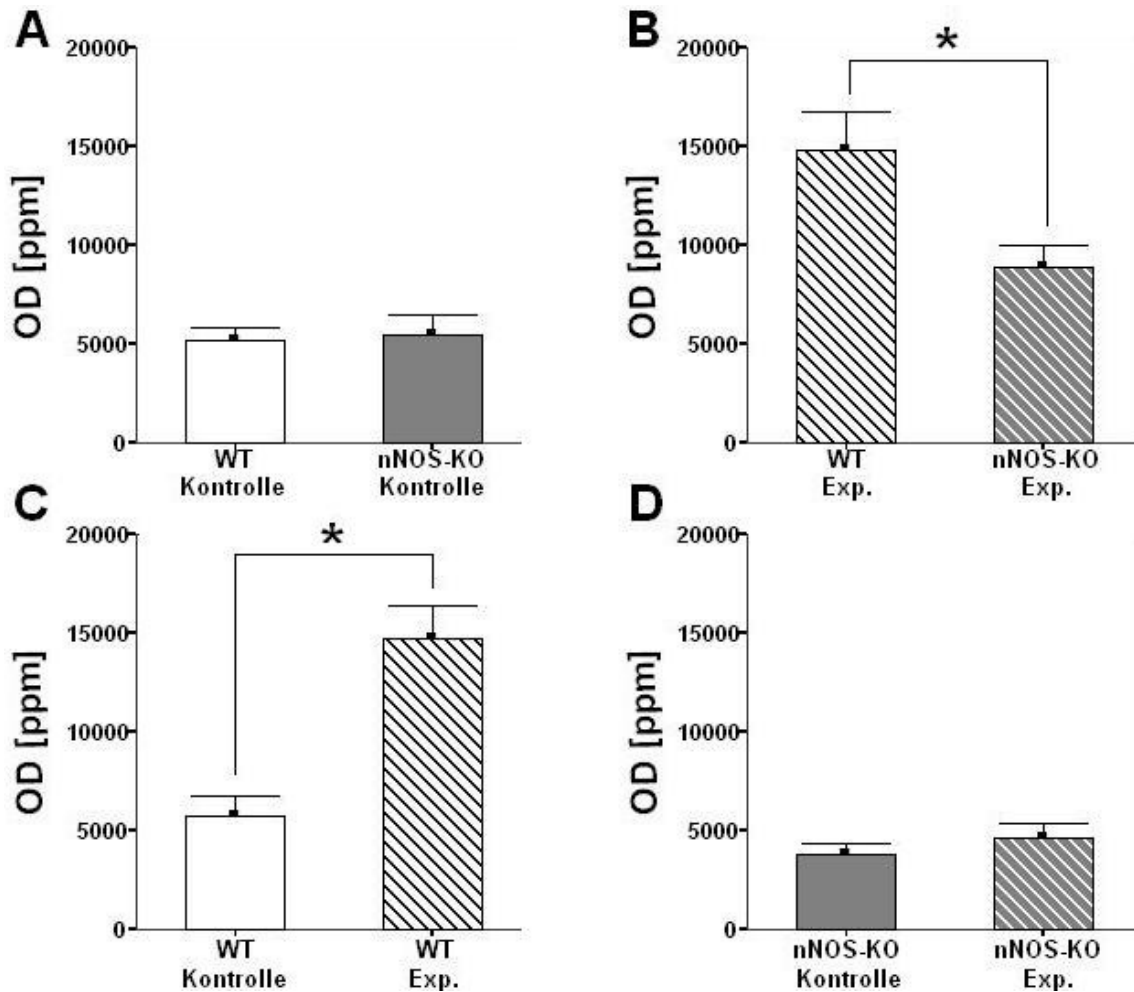 A
20000
15000
10000
5000
0
OD [ppm]
WT
Kontrolle
nNOS-KO
Kontrolle
B
*
20000
15000
10000
5000
0
OD [ppm]
WT
Exp.
nNOS-KO
Exp.
C
*
20000
15000
10000
5000
0
OD [ppm]
WT
Kontrolle
WT
Exp.
D
20000
15000
10000
5000
0
OD [ppm]
nNOS-KO
Kontrolle
nNOS-KO
Exp.